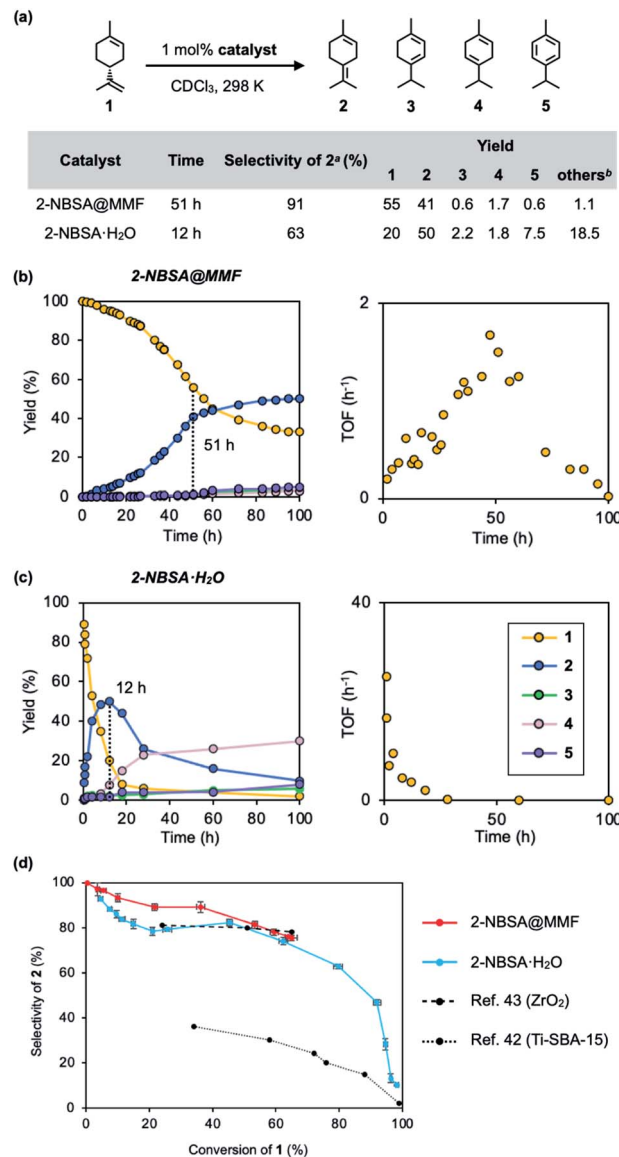 (a)
1 mol% catalyst
CDCl₃, 298 K
1
2
3
4
5
Catalyst Time Selectivity of 2ᵃ (%) Yield
1 2 3 4 5 othersᵇ
2-NBSA@MMF 51 h 91 55 41 0.6 1.7 0.6 1.1
2-NBSA·H₂O 12 h 63 20 50 2.2 1.8 7.5 18.5
(b)
2-NBSA@MMF
Yield (%)
100
80
60
40
20
0
51 h
0 20 40 60 80 100
Time (h)
TOF (h⁻¹)
2
1
0
0 50 100
Time (h)
(c)
2-NBSA·H₂O
Yield (%)
100
80
60
40
20
0
12 h
0 20 40 60 80 100
Time (h)
TOF (h⁻¹)
40
20
0
0 50 100
Time (h)
1
2
3
4
5
(d)
Selectivity of 2 (%)
100
80
60
40
20
0
0 20 40 60 80 100
Conversion of 1 (%)
2-NBSA@MMF
2-NBSA·H₂O
Ref. 43 (ZrO₂)
Ref. 42 (Ti-SBA-15)